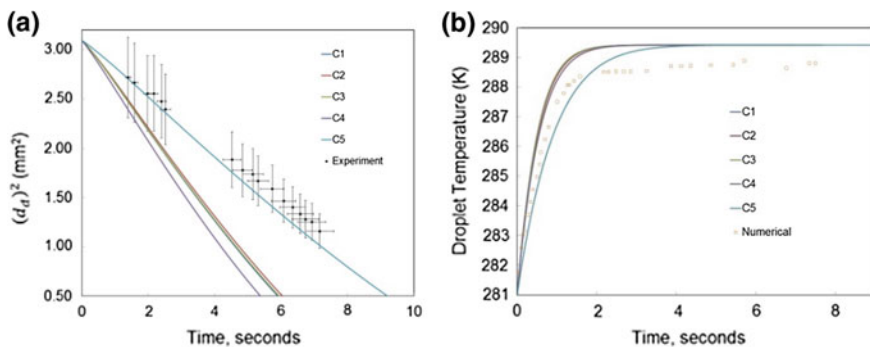 (a)
3.00
2.50
2.00
1.50
1.00
0.50
(d_d)² (mm²)
0
2
4
6
8
10
Time, seconds
C1
C2
C3
C4
C5
Experiment
(b)
290
289
288
287
286
285
284
283
282
281
Droplet Temperature (K)
0
2
4
6
8
Time, seconds
C1
C2
C3
C4
C5
Numerical